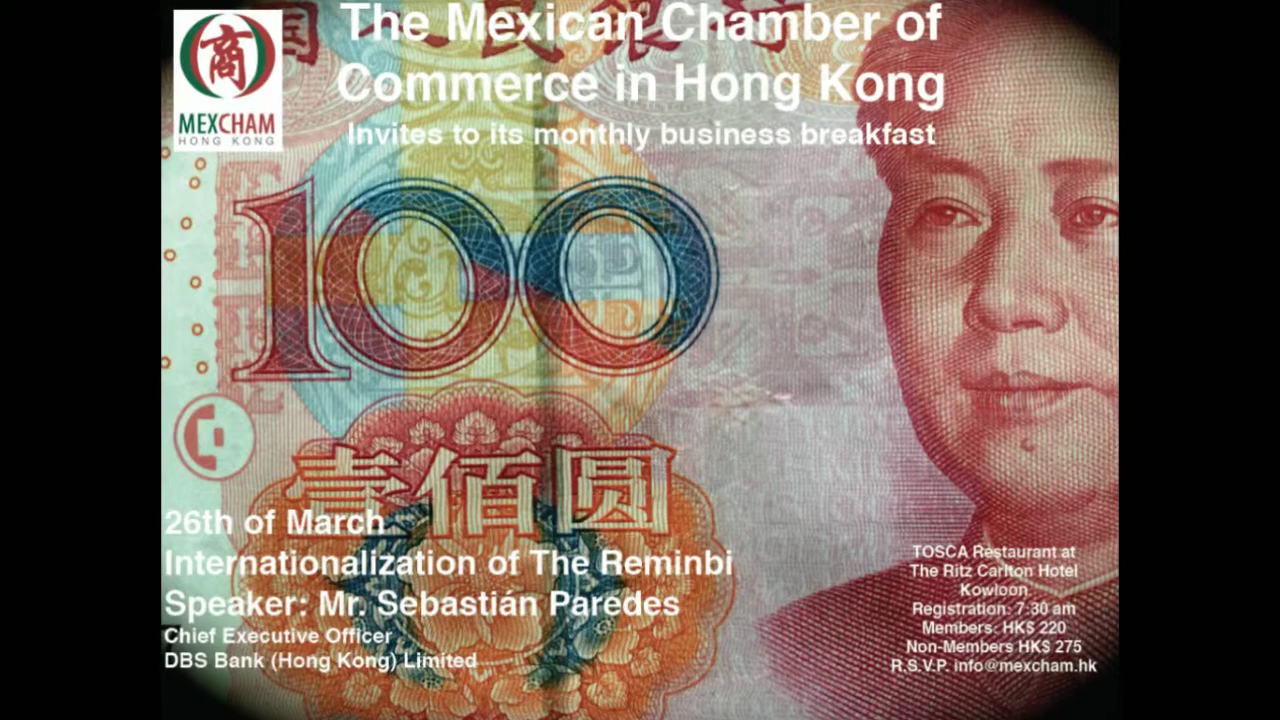 The Mexican Chamber of
Commerce in Hong Kong
Invites to its monthly business breakfast
商
MEXCHAM
HONG KONG
100
壹佰圆
26th of March
Internationalization of The Reminbi
Speaker: Mr. Sebastián Paredes
Chief Executive Officer
DBS Bank (Hong Kong) Limited
TOSCA Restaurant at
The Ritz Carlton Hotel
Kowloon.
Registration: 7:30 am
Members: HK$ 220
Non-Members HK$ 275
R.S.V.P. info@mexcham.hk